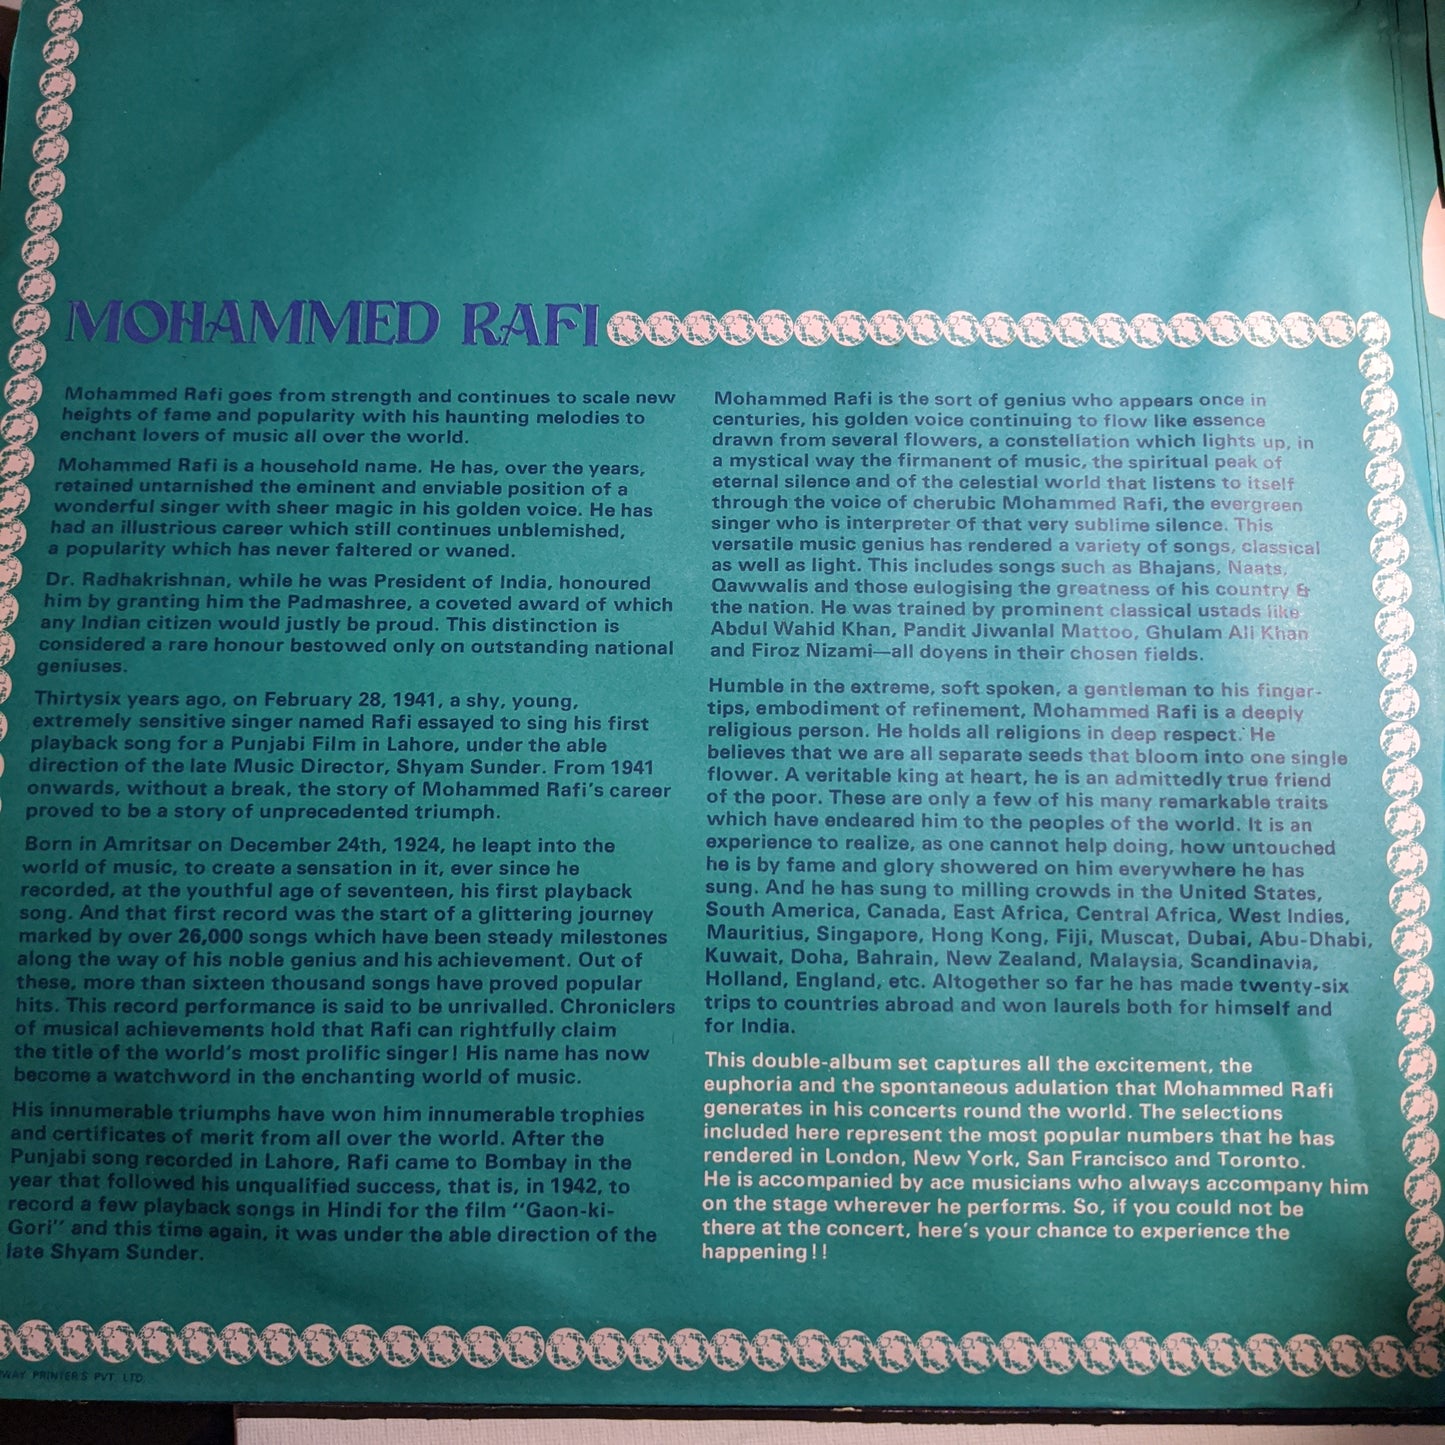 MOHAMMED RAFI
Mohammed Rafi goes from strength and continues to scale new
heights of fame and popularity with his haunting melodies to
enchant lovers of music all over the world.
Mohammed Rafi is a household name. He has, over the years,
retained untarnished the eminent and enviable position of a
wonderful singer with sheer magic in his golden voice. He has
had an illustrious career which still continues unblemished,
a popularity which has never faltered or waned.
Dr. Radhakrishnan, while he was President of India, honoured
him by granting him the Padmashree, a coveted award of which
any Indian citizen would justly be proud. This distinction is
considered a rare honour bestowed only on outstanding national
geniuses.
Thirtysix years ago, on February 28, 1941, a shy, young,
extremely sensitive singer named Rafi essayed to sing his first
playback song for a Punjabi Film in Lahore, under the able
direction of the late Music Director, Shyam Sunder. From 1941
onwards, without a break, the story of Mohammed Rafi's career
proved to be a story of unprecedented triumph.
Born in Amritsar on December 24th, 1924, he leapt into the
world of music, to create a sensation in it, ever since he
recorded, at the youthful age of seventeen, his first playback
song. And that first record was the start of a glittering journey
marked by over 26,000 songs which have been steady milestones
along the way of his noble genius and his achievement. Out of
these, more than sixteen thousand songs have proved popular
hits. This record performance is said to be unrivalled. Chroniclers
of musical achievements hold that Rafi can rightfully claim
the title of the world's most prolific singer! His name has now
become a watchword in the enchanting world of music.
His innumerable triumphs have won him innumerable trophies
and certificates of merit from all over the world. After the
Punjabi song recorded in Lahore, Rafi came to Bombay in the
year that followed his unqualified success, that is, in 1942, to
record a few playback songs in Hindi for the film "Gaon-ki-
Gori" and this time again, it was under the able direction of the
late Shyam Sunder.
Mohammed Rafi is the sort of genius who appears once in
centuries, his golden voice continuing to flow like essence
drawn from several flowers, a constellation which lights up, in
a mystical way the firmanent of music, the spiritual peak of
eternal silence and of the celestial world that listens to itself
through the voice of cherubic Mohammed Rafi, the evergreen
singer who is interpreter of that very sublime silence. This
versatile music genius has rendered a variety of songs, classical
as well as light. This includes songs such as Bhajans, Naats,
Qawwalis and those eulogising the greatness of his country &
the nation. He was trained by prominent classical ustads like
Abdul Wahid Khan, Pandit Jiwanlal Mattoo, Ghulam Ali Khan
and Firoz Nizami—all doyens in their chosen fields.
Humble in the extreme, soft spoken, a gentleman to his finger-
tips, embodiment of refinement, Mohammed Rafi is a deeply
religious person. He holds all religions in deep respect. He
believes that we are all separate seeds that bloom into one single
flower. A veritable king at heart, he is an admittedly true friend
of the poor. These are only a few of his many remarkable traits
which have endeared him to the peoples of the world. It is an
experience to realize, as one cannot help doing, how untouched
he is by fame and glory showered on him everywhere he has
sung. And he has sung to milling crowds in the United States,
South America, Canada, East Africa, Central Africa, West Indies,
Mauritius, Singapore, Hong Kong, Fiji, Muscat, Dubai, Abu-Dhabi,
Kuwait, Doha, Bahrain, New Zealand, Malaysia, Scandinavia,
Holland, England, etc. Altogether so far he has made twenty-six
trips to countries abroad and won laurels both for himself and
for India.
This double-album set captures all the excitement, the
euphoria and the spontaneous adulation that Mohammed Rafi
generates in his concerts round the world. The selections
included here represent the most popular numbers that he has
rendered in London, New York, San Francisco and Toronto.
He is accompanied by ace musicians who always accompany him
on the stage wherever he performs. So, if you could not be
there at the concert, here's your chance to experience the
happening!!
PRINTERS PVT. LTD.